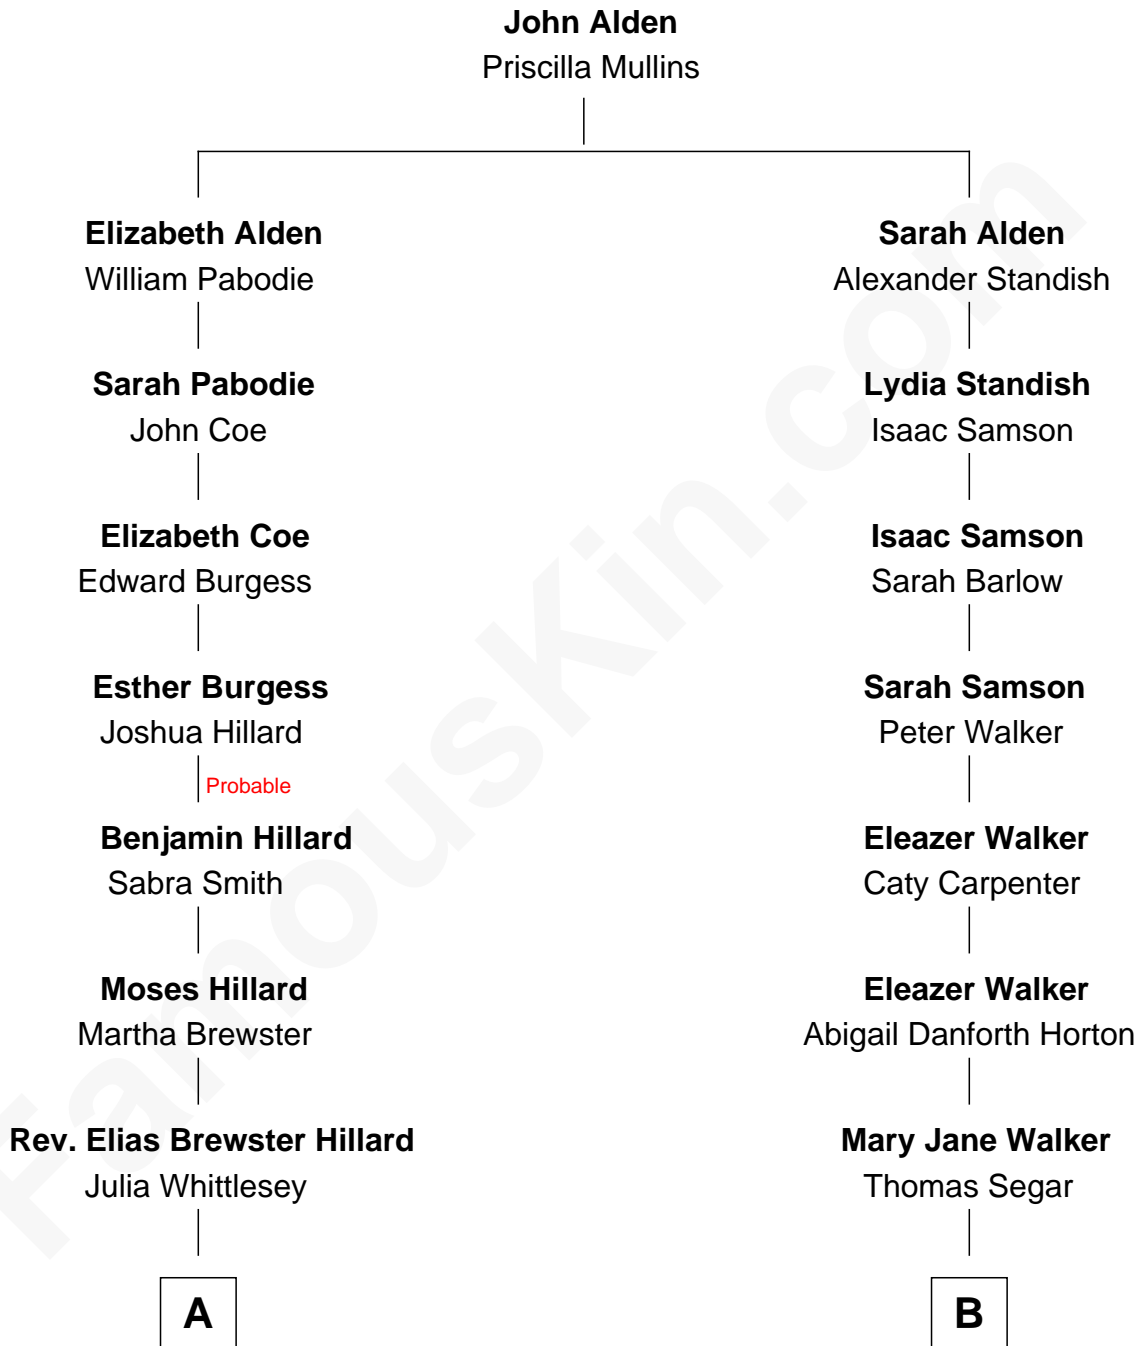 John Alden
Priscilla Mullins
Elizabeth Alden
William Pabodie
Sarah Alden
Alexander Standish
Sarah Pabodie
John Coe
Lydia Standish
Isaac Samson
Elizabeth Coe
Edward Burgess
Isaac Samson
Sarah Barlow
Esther Burgess
Joshua Hillard
Sarah Samson
Peter Walker
Probable
Benjamin Hillard
Sabra Smith
Eleazer Walker
Caty Carpenter
Moses Hillard
Martha Brewster
Eleazer Walker
Abigail Danforth Horton
Rev. Elias Brewster Hillard
Julia Whittlesey
Mary Jane Walker
Thomas Segar
A
B
FamousKin.com